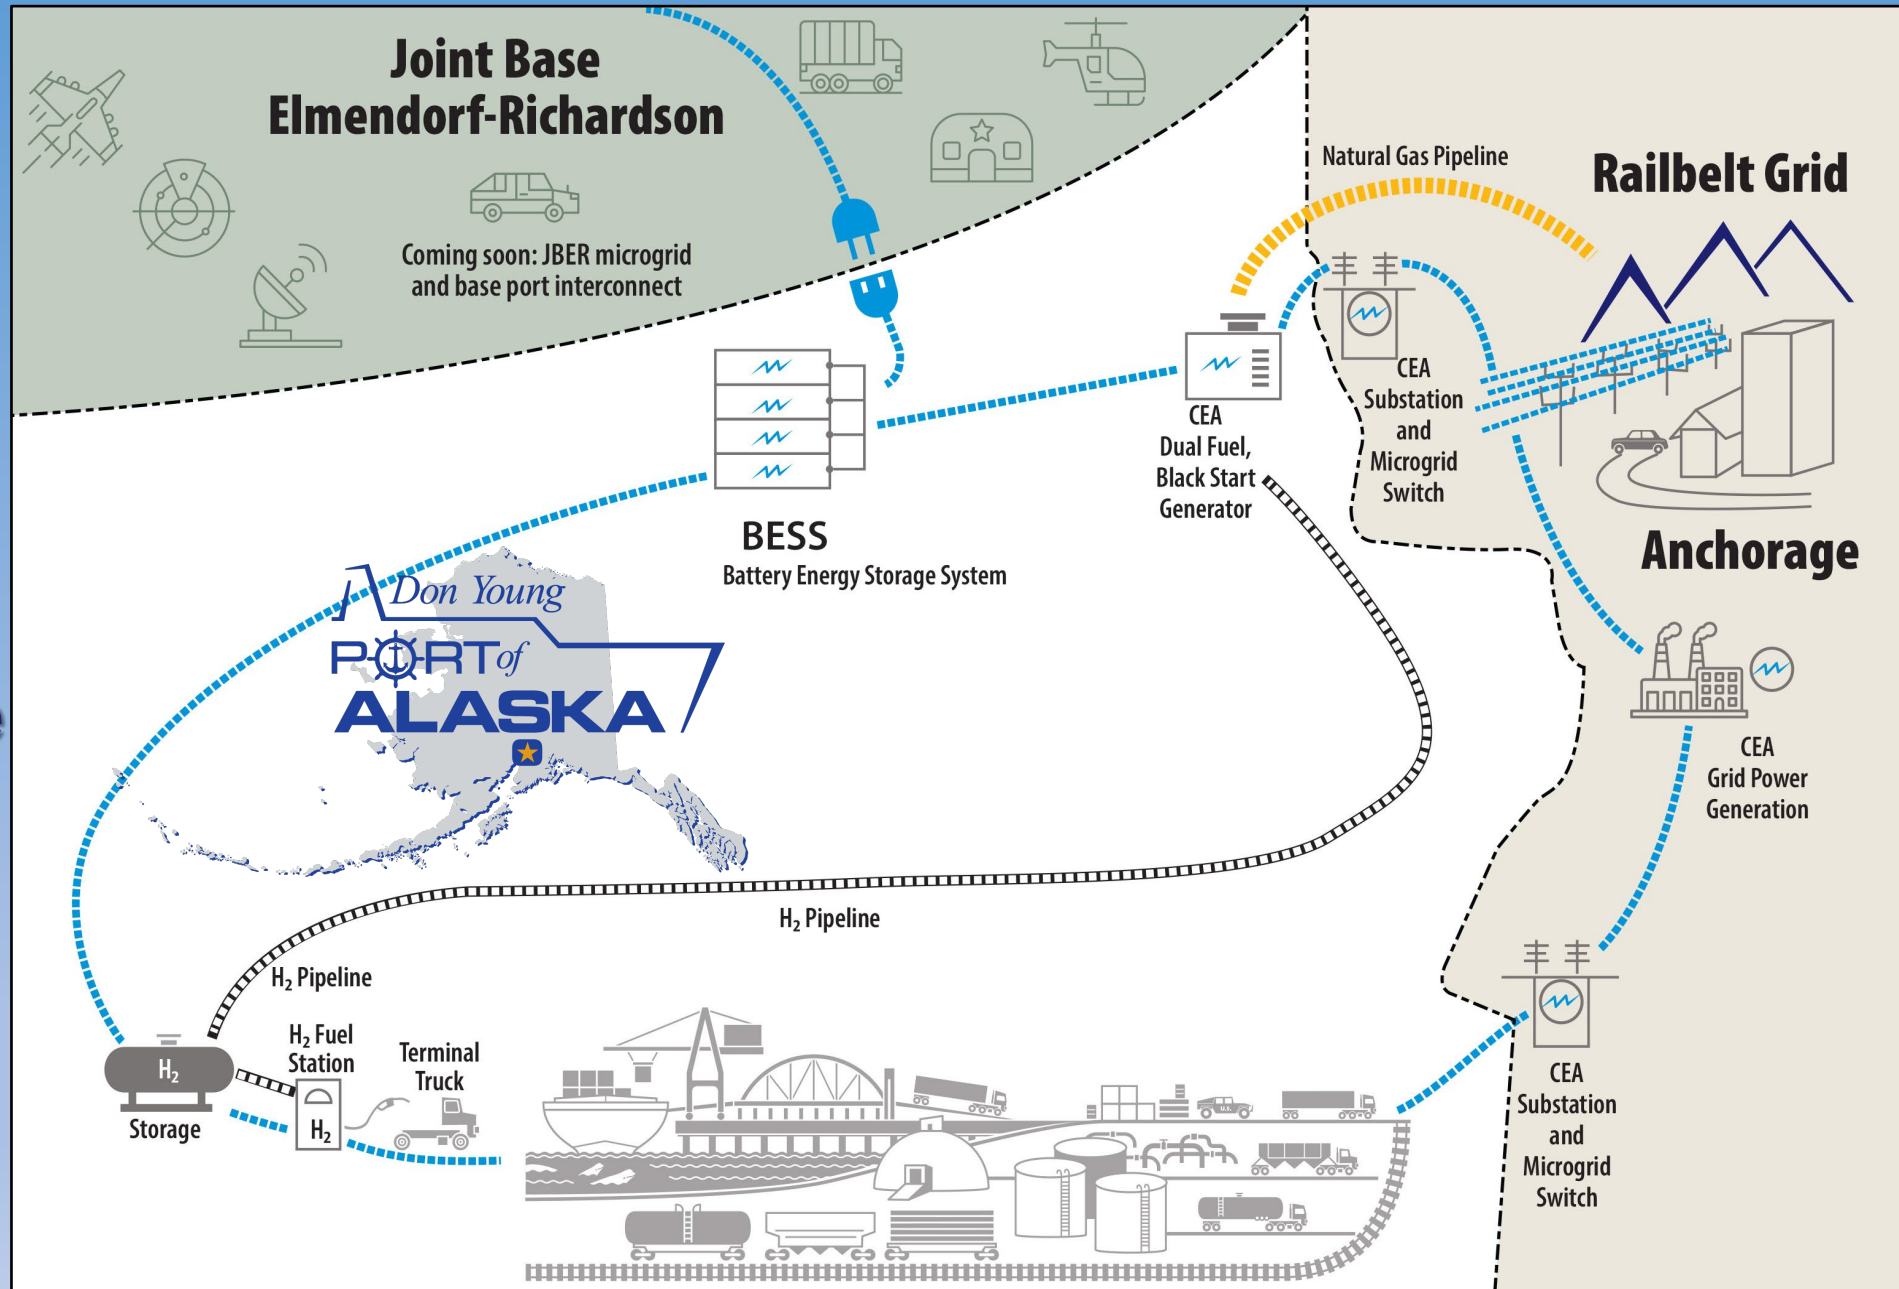 Joint Base
Elmendorf-Richardson
Coming soon: JBER microgrid
and base port interconnect
Natural Gas Pipeline
Railbelt Grid
CEA
Substation
and
Microgrid
Switch
CEA
Dual Fuel,
Black Start
Generator
BESS
Battery Energy Storage System
Anchorage
Don Young
PORT of
ALASKA
CEA
Grid Power
Generation
H₂ Pipeline
H₂ Pipeline
H₂ Fuel
Station
Terminal
Truck
H₂
Storage
H₂
CEA
Substation
and
Microgrid
Switch